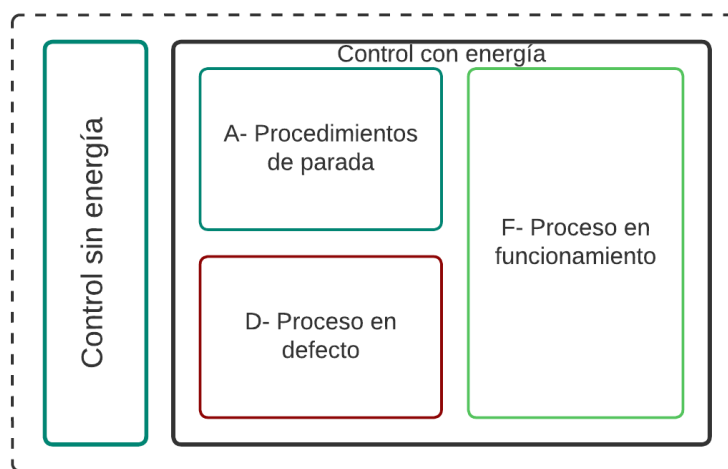 Control sin energía
Control con energía
A- Procedimientos
de parada
D- Proceso en
defecto
F- Proceso en
funcionamiento